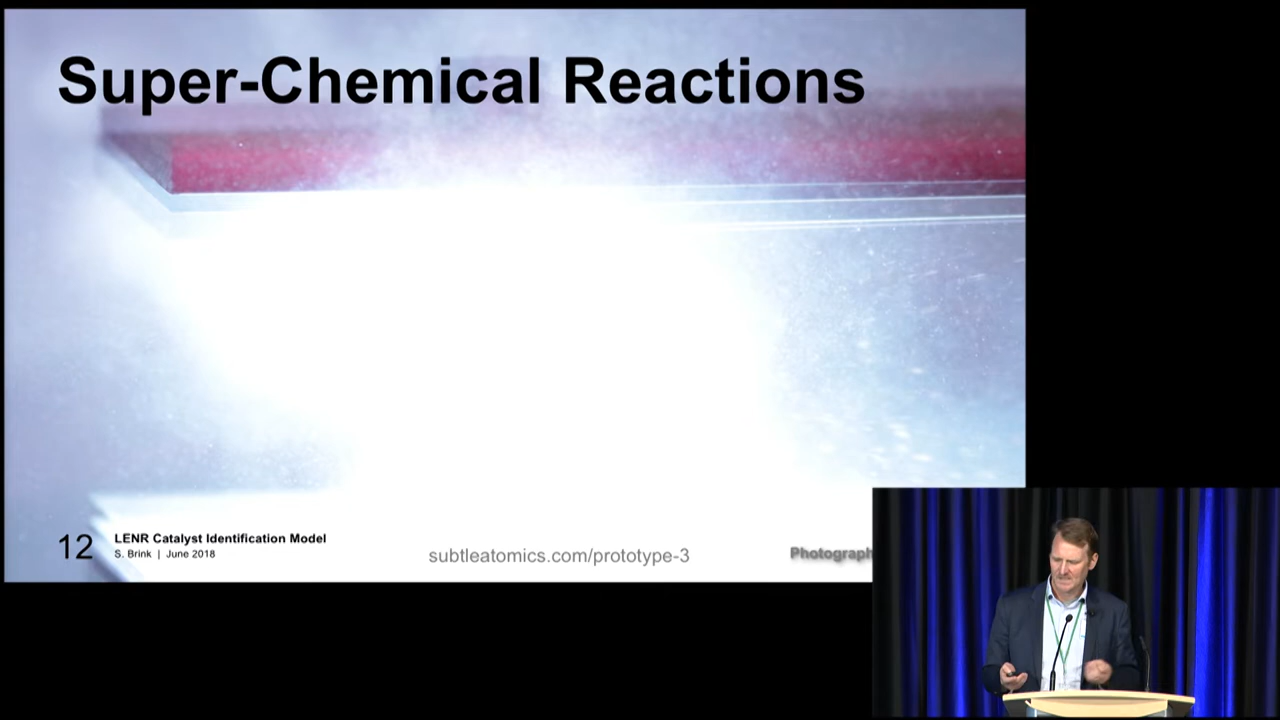 Super-Chemical Reactions
12
LENR Catalyst Identification Model
S. Brink | June 2018
subtleatomics.com/prototype-3